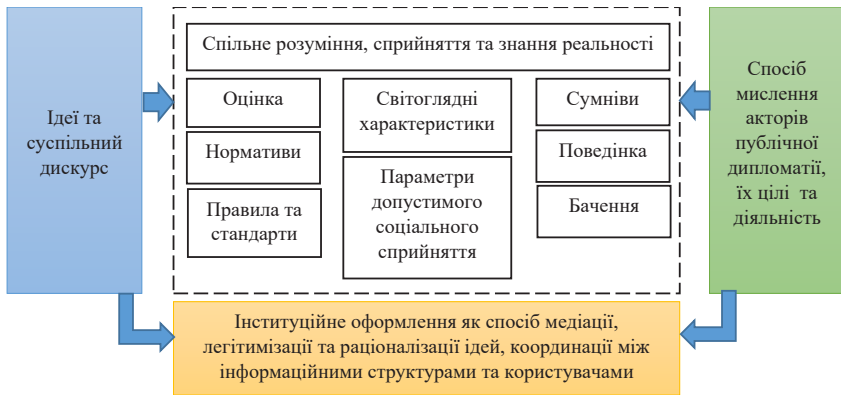 Ідеї та
суспільний
дискурс
Спільне розуміння, сприйняття та знання реальності
Оцінка
Нормативи
Правила та
стандарти
Світоглядні
характеристики
Параметри
допустимого
соціального
сприйняття
Сумніви
Поведінка
Бачення
Спосіб
мислення
акторів
публічної
дипломатії,
їх цілі та
діяльність
Інституційне оформлення як спосіб медіації,
легітимізації та раціоналізації ідей, координації між
інформаційними структурами та користувачами